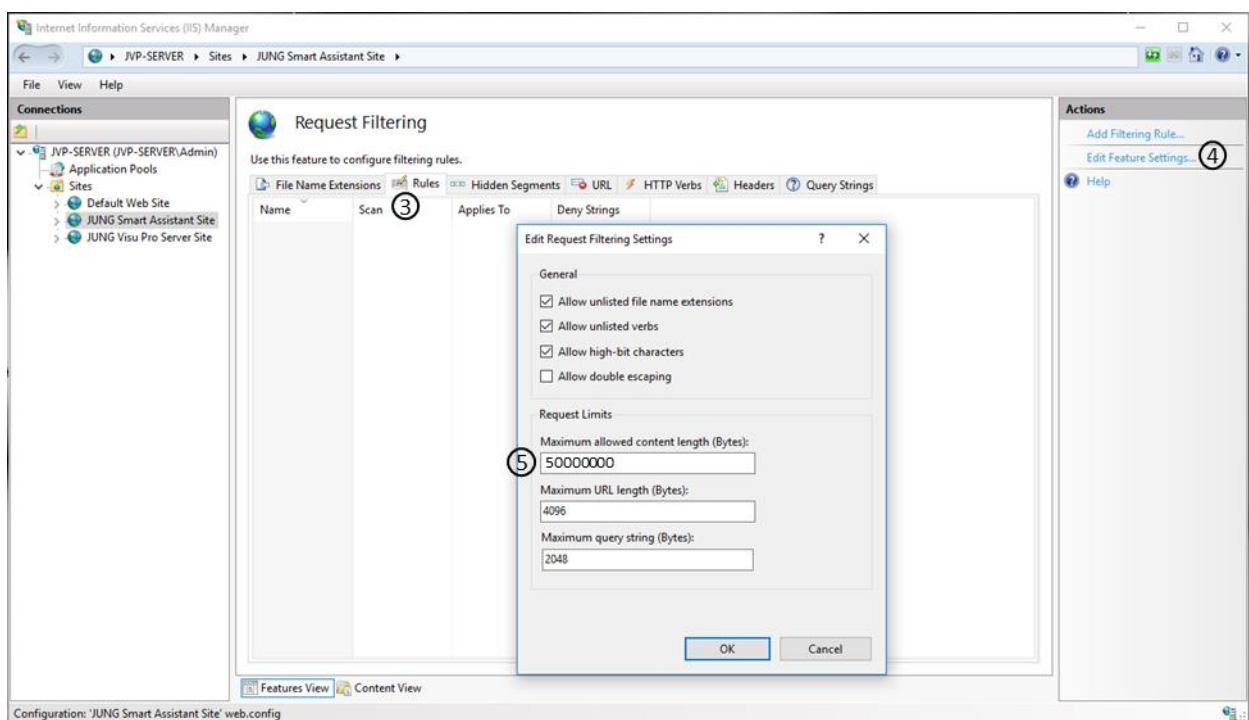 Internet Information Services (IIS) Manager
JVP-SERVER Sites JUNG Smart Assistant Site
File View Help
Connections
JVP-SERVER (JVP-SERVER\Admin)
Application Pools
Sites
Default Web Site
JUNG Smart Assistant Site
JUNG Visu Pro Server Site
Request Filtering
Use this feature to configure filtering rules.
File Name Extensions Rules Hidden Segments URL HTTP Verbs Headers Query Strings
Name Scan ③ Applies To Deny Strings
Edit Request Filtering Settings ? X
General
Allow unlisted file name extensions
Allow unlisted verbs
Allow high-bit characters
Allow double escaping
Request Limits
Maximum allowed content length (Bytes):
⑤ 50000000
Maximum URL length (Bytes):
4096
Maximum query string (Bytes):
2048
OK Cancel
Actions
Add Filtering Rule...
Edit Feature Settings... ④
Help
Features View Content View
Configuration: 'JUNG Smart Assistant Site' web.config